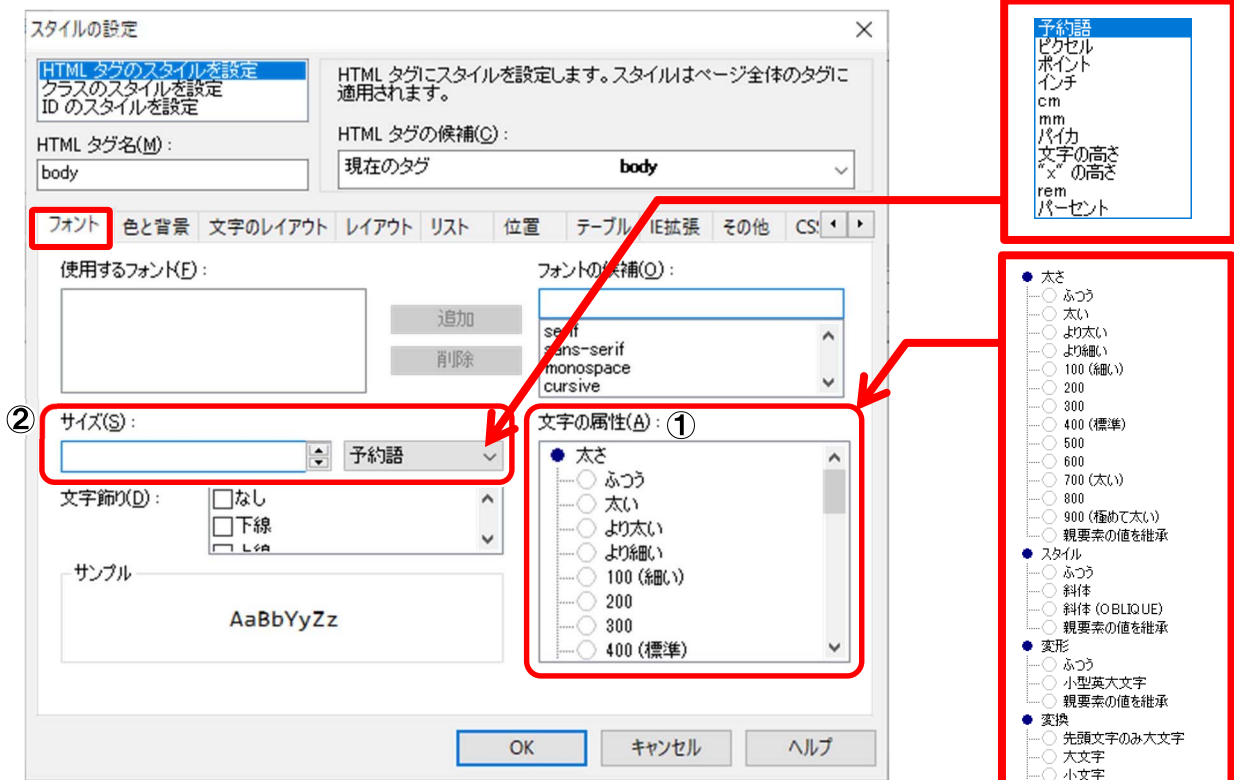 スタイルの設定
HTML タグのスタイルを設定
クラスのスタイルを設定
ID のスタイルを設定
HTML タグにスタイルを設定します。スタイルはページ全体のタグに
適用されます。
HTML タグ名(M)：
body
HTML タグの候補(C)：
現在のタグ body
フォント 色と背景 文字のレイアウト レイアウト リスト 位置 テーブル IE拡張 その他 CS
使用するフォント(F)：
追加
削除
フォントの候補(O)：
serif
sans-serif
monospace
cursive
② サイズ(S)：
予約語
文字飾り(D)：
なし
下線
上線
サンプル
AaBbYyZz
文字の属性(A)：①
太さ
ふつう
太い
より太い
より細い
100 (細い)
200
300
400 (標準)
OK キャンセル ヘルプ
予約語
ピクセル
ポイント
インチ
cm
mm
パイカ
文字の高さ
"x" の高さ
rem
パーセント
太さ
ふつう
太い
より太い
より細い
100 (細い)
200
300
400 (標準)
500
600
700 (太い)
800
900 (極めて太い)
親要素の値を継承
スタイル
ふつう
斜体
斜体 (OBLIQUE)
親要素の値を継承
変形
ふつう
小型英大文字
親要素の値を継承
変換
先頭文字のみ大文字
大文字
小文字